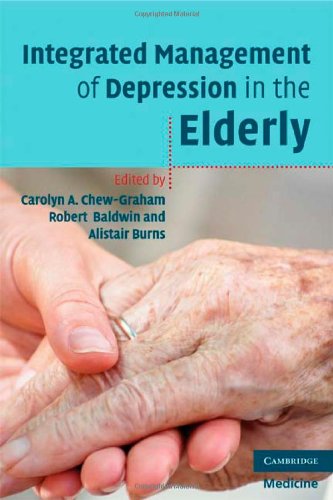 Integrated Management
of Depression in the
Elderly
Edited by
Carolyn A. Chew-Graham
Robert Baldwin and
Alistair Burns
CAMBRIDGE
Medicine